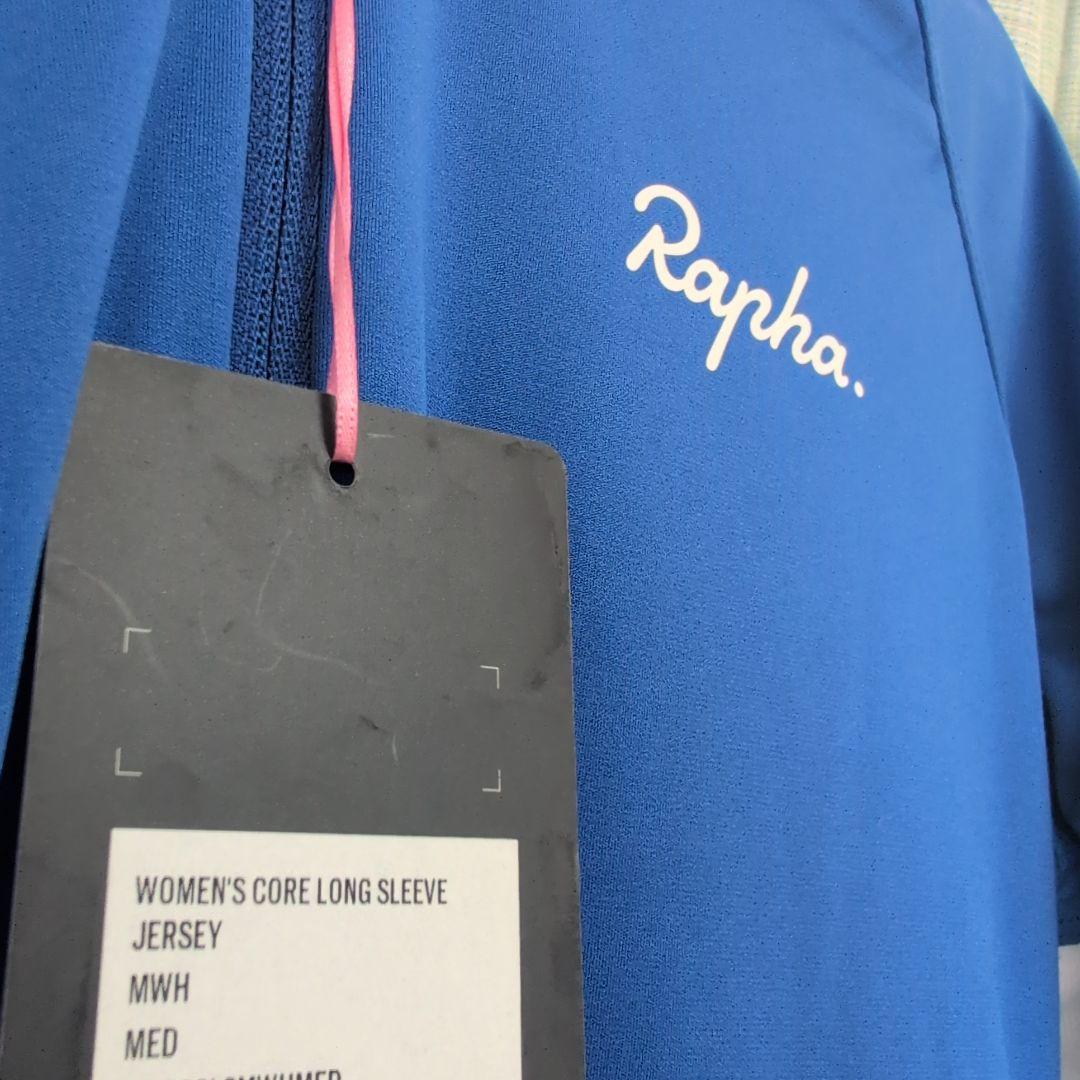 Rapha.
WOMEN'S CORE LONG SLEEVE
JERSEY
MWH
MED